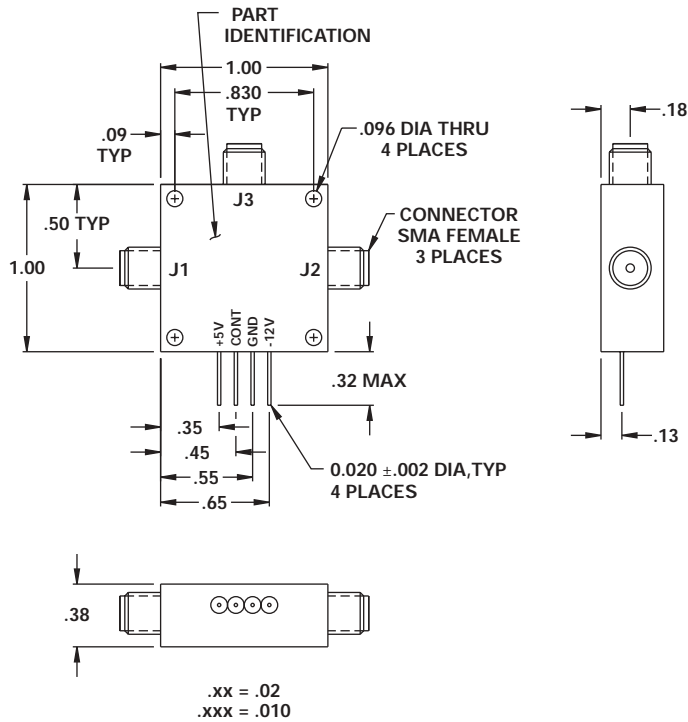 PART
IDENTIFICATION
1.00
.830
TYP
.09
TYP
.096 DIA THRU
4 PLACES
.18
J3
.50 TYP
CONNECTOR
SMA FEMALE
3 PLACES
1.00
J1
J2
+5V
CONT
GND
-12V
.32 MAX
.35
.45
.13
.55
0.020 ±.002 DIA,TYP
4 PLACES
.65
.38
.xx = .02
.xxx = .010